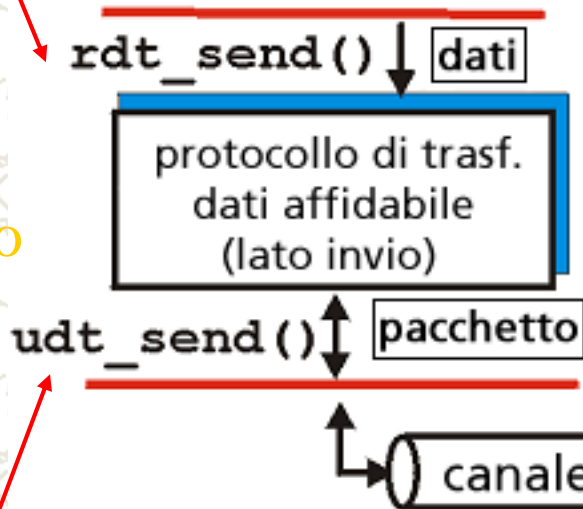 rdt_send() dati
protocollo di trasf.
dati affidabile
(lato invio)
o
udt_send() pacchetto
canale